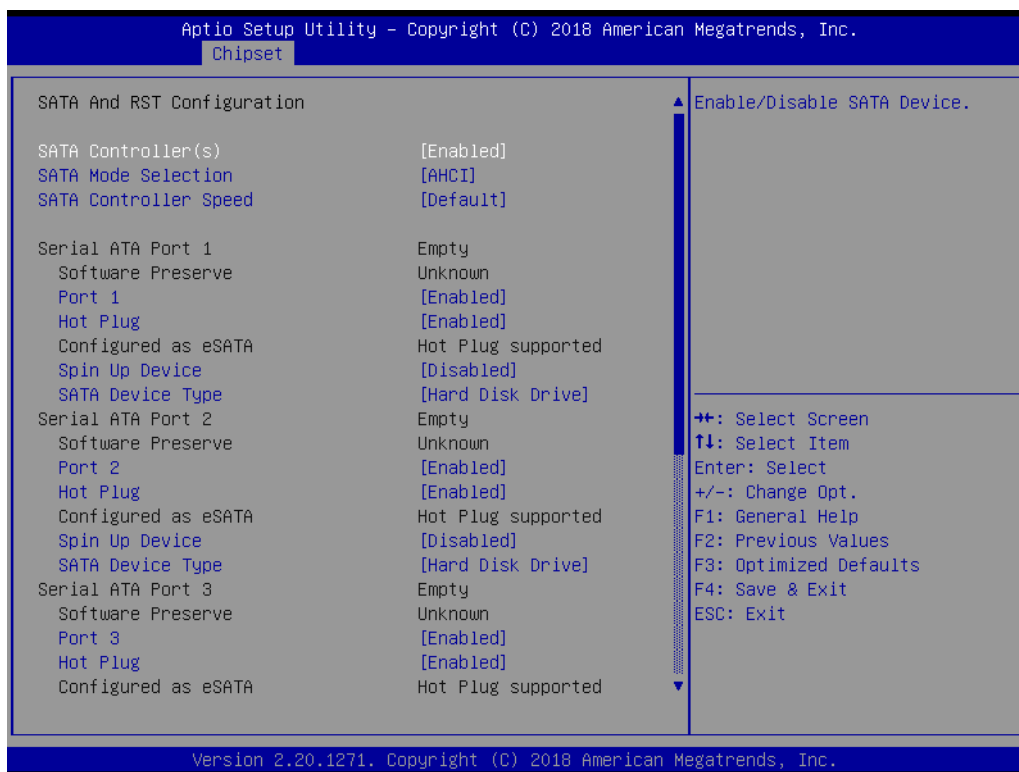 Aptio Setup Utility – Copyright (C) 2018 American Megatrends, Inc.
Chipset
SATA And RST Configuration
SATA Controller(s) [Enabled]
SATA Mode Selection [AHCI]
SATA Controller Speed [Default]
Serial ATA Port 1 Empty
Software Preserve Unknown
Port 1 [Enabled]
Hot Plug [Enabled]
Configured as eSATA Hot Plug supported
Spin Up Device [Disabled]
SATA Device Type [Hard Disk Drive]
Serial ATA Port 2 Empty
Software Preserve Unknown
Port 2 [Enabled]
Hot Plug [Enabled]
Configured as eSATA Hot Plug supported
Spin Up Device [Disabled]
SATA Device Type [Hard Disk Drive]
Serial ATA Port 3 Empty
Software Preserve Unknown
Port 3 [Enabled]
Hot Plug [Enabled]
Configured as eSATA Hot Plug supported
Enable/Disable SATA Device.
→←: Select Screen
↑↓: Select Item
Enter: Select
+/-: Change Opt.
F1: General Help
F2: Previous Values
F3: Optimized Defaults
F4: Save & Exit
ESC: Exit
Version 2.20.1271. Copyright (C) 2018 American Megatrends, Inc.